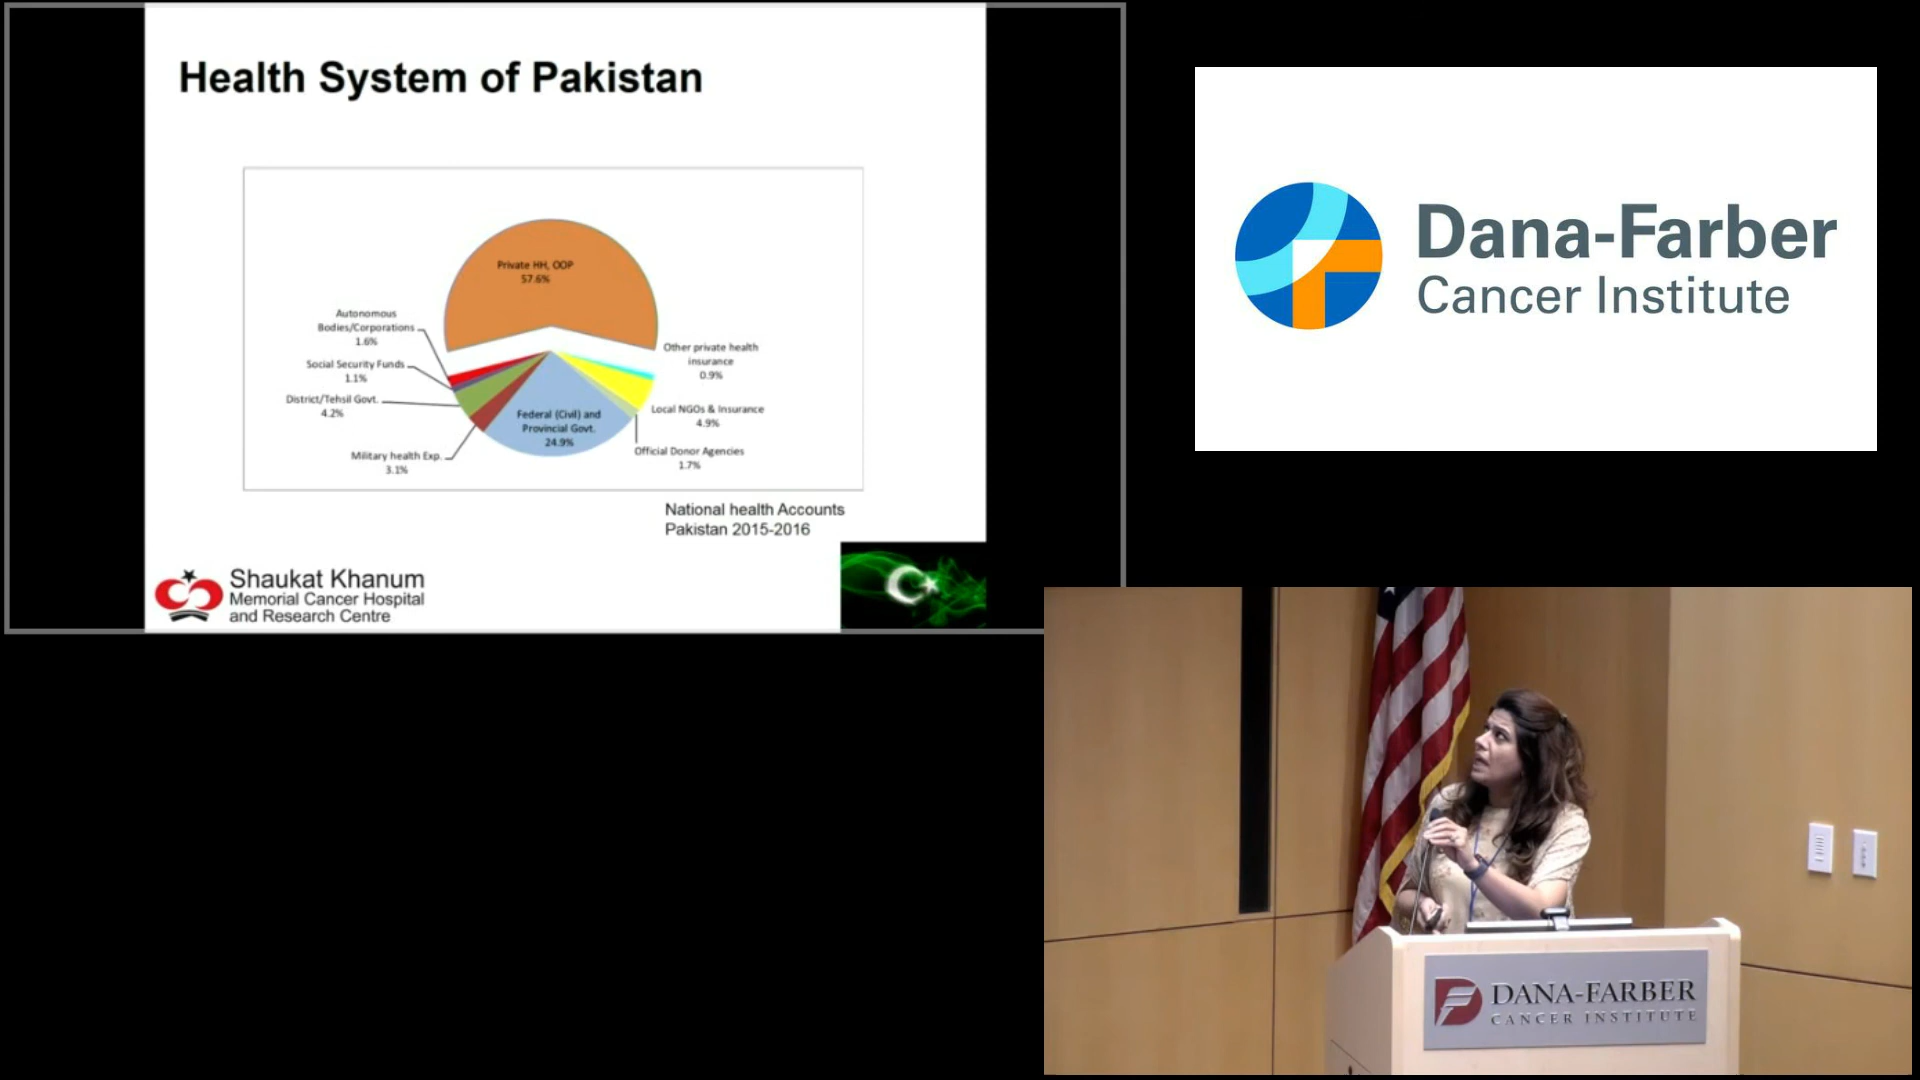 Health System of Pakistan
Private HH, OOP
57.6%
Autonomous
Bodies/Corporations
1.6%
Social Security Funds
1.1%
District/Tehsil Govt.
4.2%
Military health Exp.
3.1%
Federal (Civil) and
Provincial Govt.
24.9%
Other private health
insurance
0.9%
Local NGOs & Insurance
4.9%
Official Donor Agencies
1.7%
National health Accounts
Pakistan 2015-2016
Shaukat Khanum
Memorial Cancer Hospital
and Research Centre
Dana-Farber
Cancer Institute
DANA-FARBER
CANCER INSTITUTE